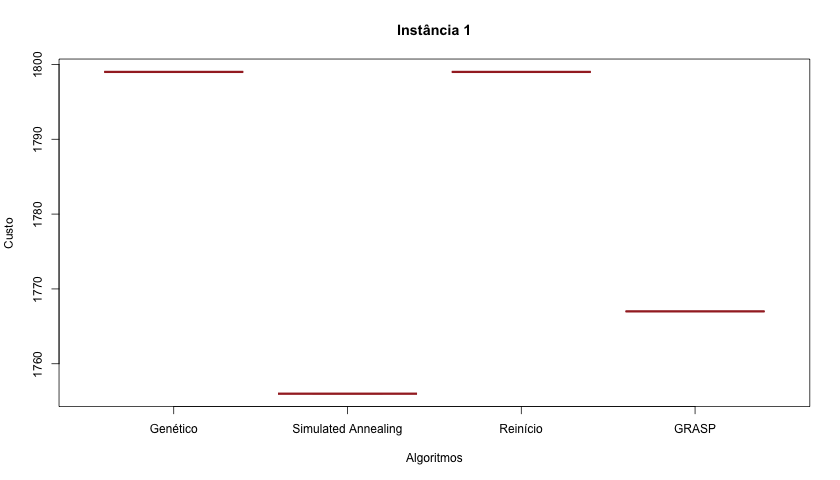 Instância 1
Custo
1800
1790
1780
1770
1760
Genético Simulated Annealing Reinício GRASP
Algoritmos